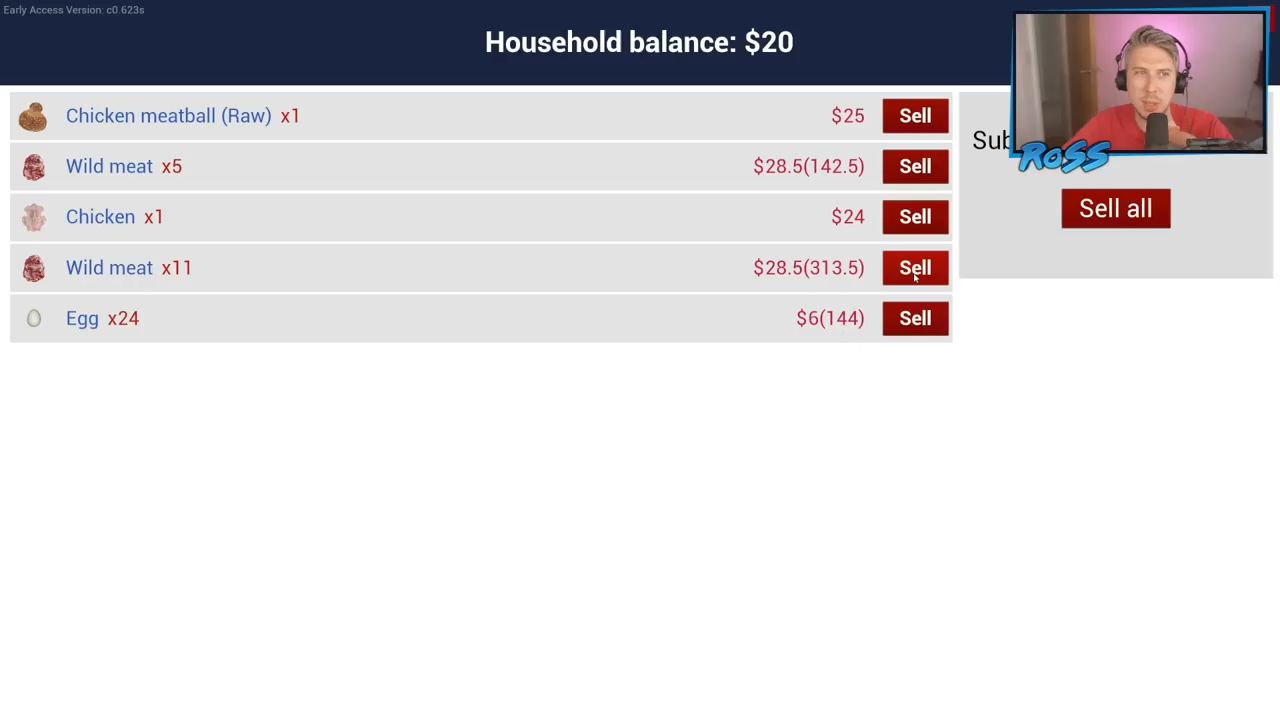 Early Access Version: c0.623s
Household balance: $20
Chicken meatball (Raw) x1 $25 Sell
Wild meat x5 $28.5(142.5) Sell
Chicken x1 $24 Sell
Wild meat x11 $28.5(313.5) Sell
Egg x24 $6(144) Sell
ROSS
Sell all